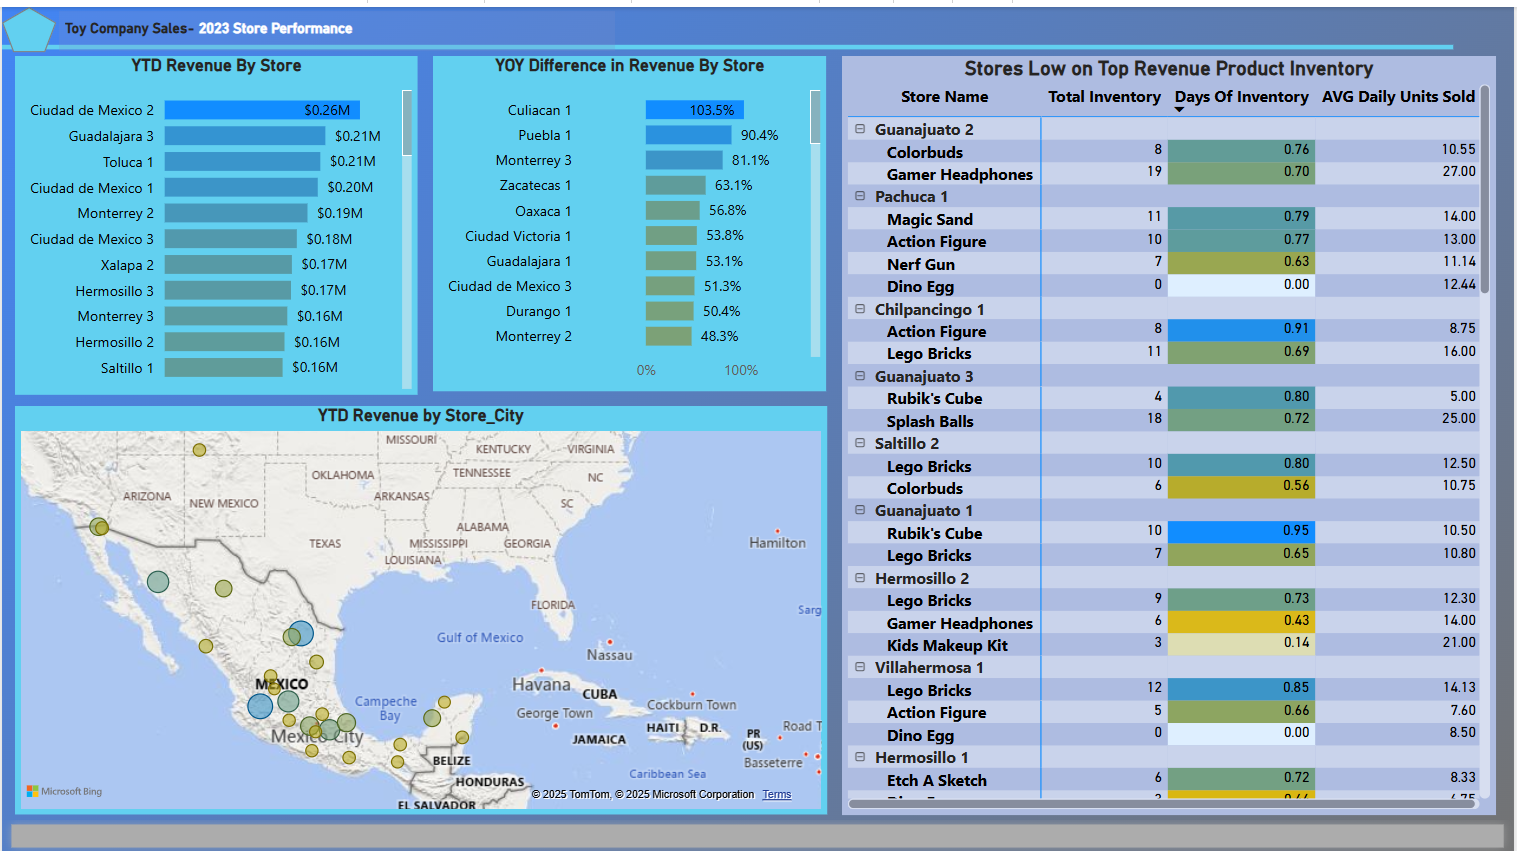 Toy Company Sales- 2023 Store Performance
YTD Revenue By Store
Ciudad de Mexico 2 $0.26M
Guadalajara 3 $0.21M
Toluca 1 $0.21M
Ciudad de Mexico 1 $0.20M
Monterrey 2 $0.19M
Ciudad de Mexico 3 $0.18M
Xalapa 2 $0.17M
Hermosillo 3 $0.17M
Monterrey 3 $0.16M
Hermosillo 2 $0.16M
Saltillo 1 $0.16M
YOY Difference in Revenue By Store
Culiacan 1 103.5%
Puebla 1 90.4%
Monterrey 3 81.1%
Zacatecas 1 63.1%
Oaxaca 1 56.8%
Ciudad Victoria 1 53.8%
Guadalajara 1 53.1%
Ciudad de Mexico 3 51.3%
Durango 1 50.4%
Monterrey 2 48.3%
0% 100%
YTD Revenue by Store_City
MISSOURI
KENTUCKY VIRGINIA
OKLAHOMA TENNESSEE NC
ARIZONA NEW MEXICO ARKANSAS SC
ALABAMA
TEXAS MISSISSIPPI GEORGIA
LOUISIANA
Hamilton
FLORIDA
Sarg
Gulf of Mexico
Nassau
MEXICO
Havana
CUBA
Campeche
Bay
Cockburn Town
George Town
HAITI D.R.
Road T
Mexico City
JAMAICA
PR
(US)
BELIZE
Basseterre
Caribbean Sea
HONDURAS
EL SALVADOR
Microsoft Bing
© 2025 TomTom, © 2025 Microsoft Corporation Terms
Stores Low on Top Revenue Product Inventory
Store Name Total Inventory Days Of Inventory AVG Daily Units Sold
Guanajuato 2
Colorbuds 8 0.76 10.55
Gamer Headphones 19 0.70 27.00
Pachuca 1
Magic Sand 11 0.79 14.00
Action Figure 10 0.77 13.00
Nerf Gun 7 0.63 11.14
Dino Egg 0 0.00 12.44
Chilpancingo 1
Action Figure 8 0.91 8.75
Lego Bricks 11 0.69 16.00
Guanajuato 3
Rubik's Cube 4 0.80 5.00
Splash Balls 18 0.72 25.00
Saltillo 2
Lego Bricks 10 0.80 12.50
Colorbuds 6 0.56 10.75
Guanajuato 1
Rubik's Cube 10 0.95 10.50
Lego Bricks 7 0.65 10.80
Hermosillo 2
Lego Bricks 9 0.73 12.30
Gamer Headphones 6 0.43 14.00
Kids Makeup Kit 3 0.14 21.00
Villahermosa 1
Lego Bricks 12 0.85 14.13
Action Figure 5 0.66 7.60
Dino Egg 0 0.00 8.50
Hermosillo 1
Etch A Sketch 6 0.72 8.33